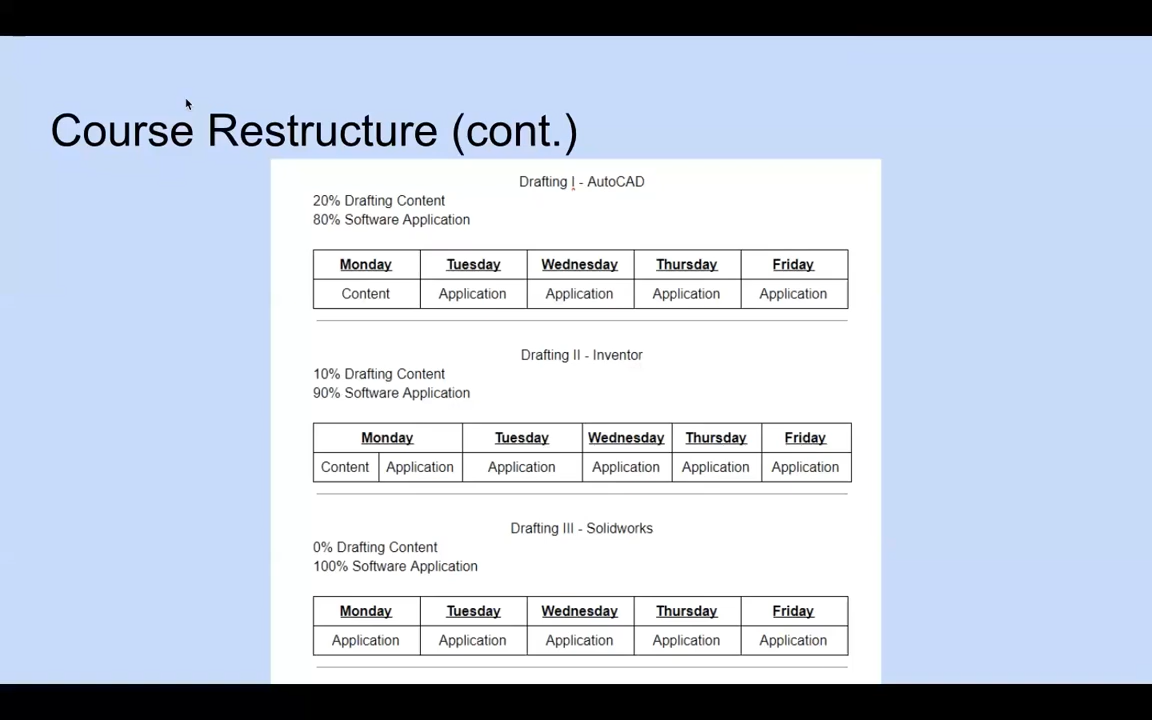 Course Restructure (cont.)
Drafting I - AutoCAD
20% Drafting Content
80% Software Application
Monday Tuesday Wednesday Thursday Friday
Content Application Application Application Application
Drafting II - Inventor
10% Drafting Content
90% Software Application
Monday Tuesday Wednesday Thursday Friday
Content Application Application Application Application Application
Drafting III - Solidworks
0% Drafting Content
100% Software Application
Monday Tuesday Wednesday Thursday Friday
Application Application Application Application Application